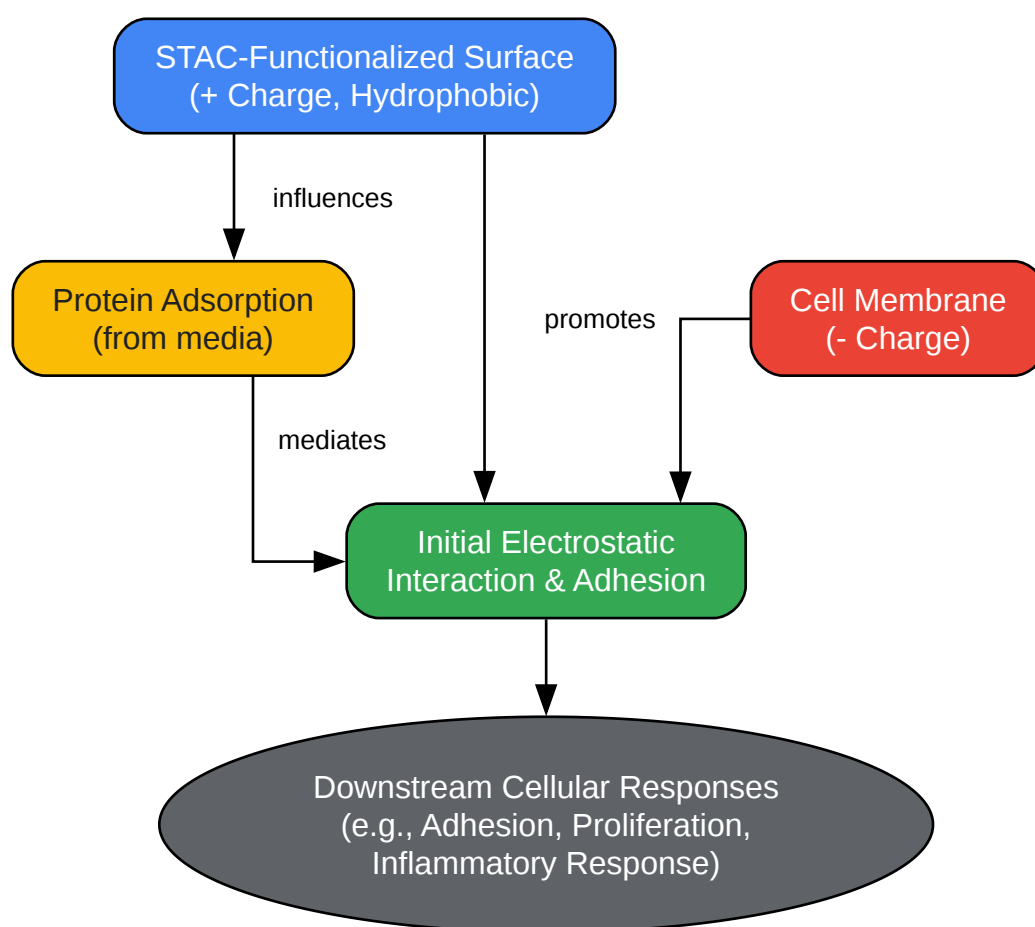 STAC-Functionalized Surface
(+ Charge, Hydrophobic)
influences
Protein Adsorption
(from media)
promotes
Cell Membrane
(- Charge)
mediates
Initial Electrostatic
Interaction & Adhesion
Downstream Cellular Responses
(e.g., Adhesion, Proliferation,
Inflammatory Response)